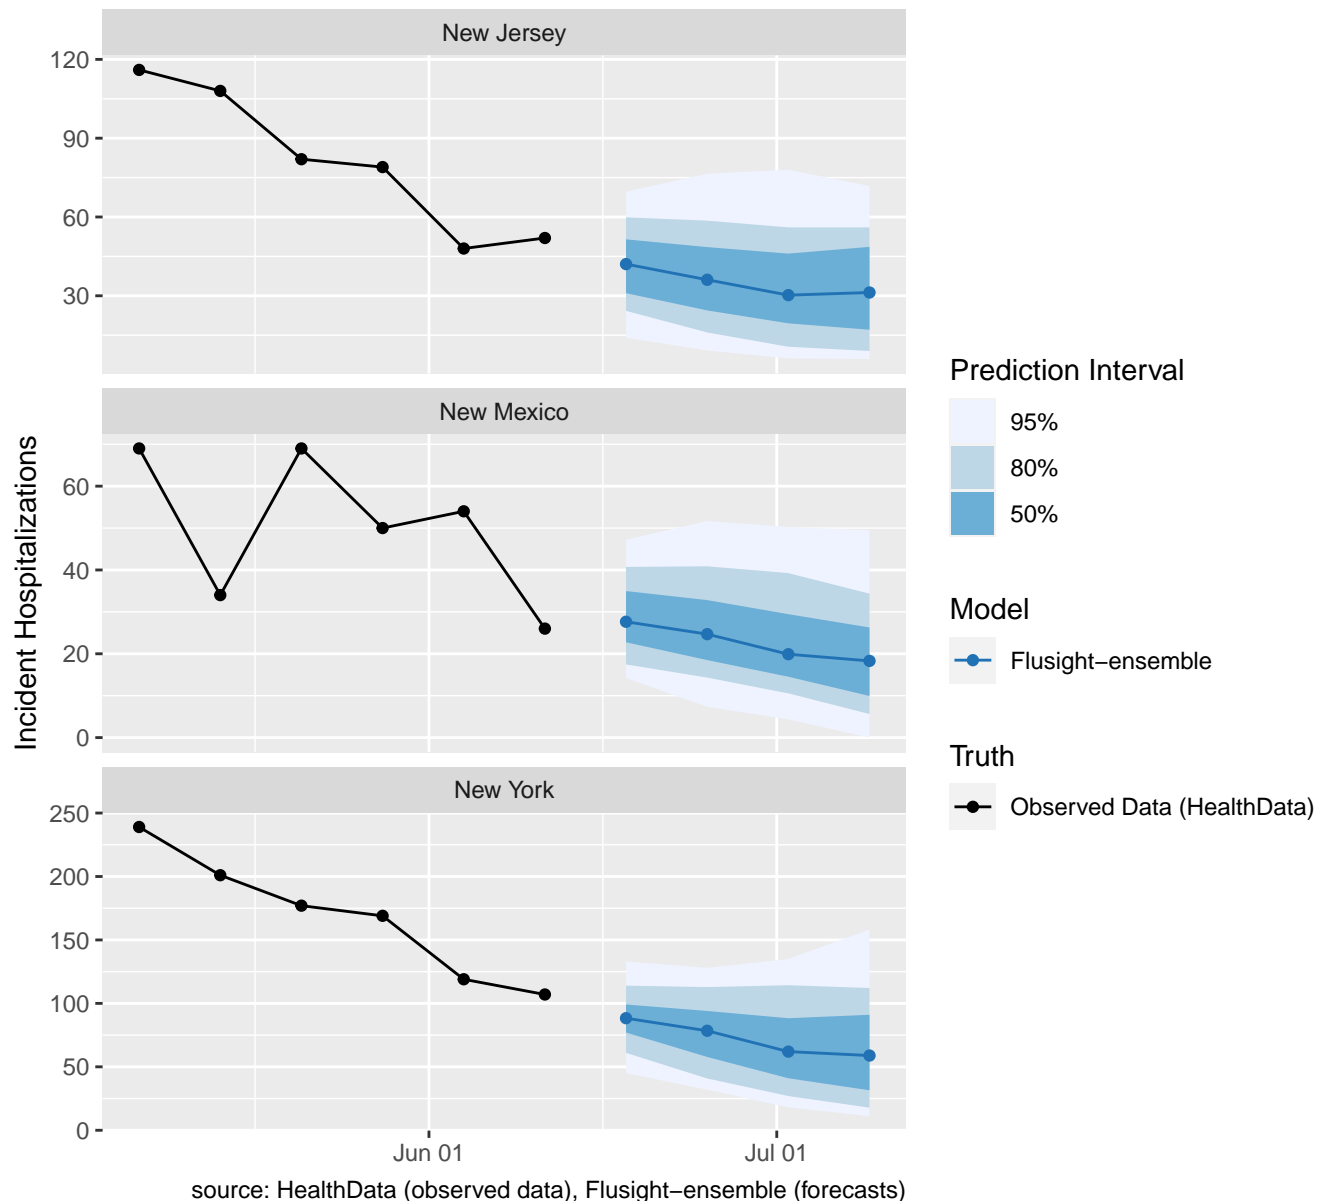 New Jersey
120
90
60
30
New Mexico
60
40
20
0
New York
250
200
150
100
50
0
Jun 01 Jul 01
Incident Hospitalizations
source: HealthData (observed data), Flusight−ensemble (forecasts)
Prediction Interval
95%
80%
50%
Model
Flusight−ensemble
Truth
Observed Data (HealthData)